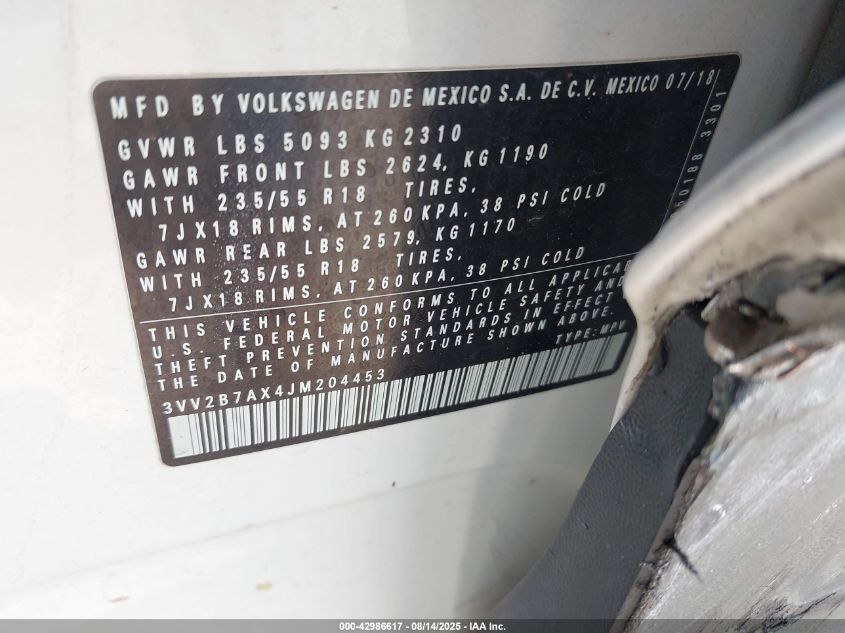 MFD BY VOLKSWAGEN DE MEXICO S.A. DE C.V. MEXICO 07/18
GVWR LBS 5093 KG 2310
GAWR FRONT LBS 2624, KG 1190
WITH 235/55 R18 TIRES,
7JX18 RIMS, AT 260 KPA, 38 PSI COLD
GAWR REAR LBS 2579, KG 1170
WITH 235/55 R18 TIRES,
7JX18 RIMS, AT 260 KPA, 38 PSI COLD
THIS VEHICLE CONFORMS TO ALL
U.S. FEDERAL MOTOR VEHICLE SAFETY AND
THEFT PREVENTION STANDARDS IN EFFECT
THE DATE OF MANUFACTURE SHOWN ABOVE.
TYPE: MPV
3VV2B7AX4JM204453
3301
000-42986617 - 08/14/2025 - IAA Inc.